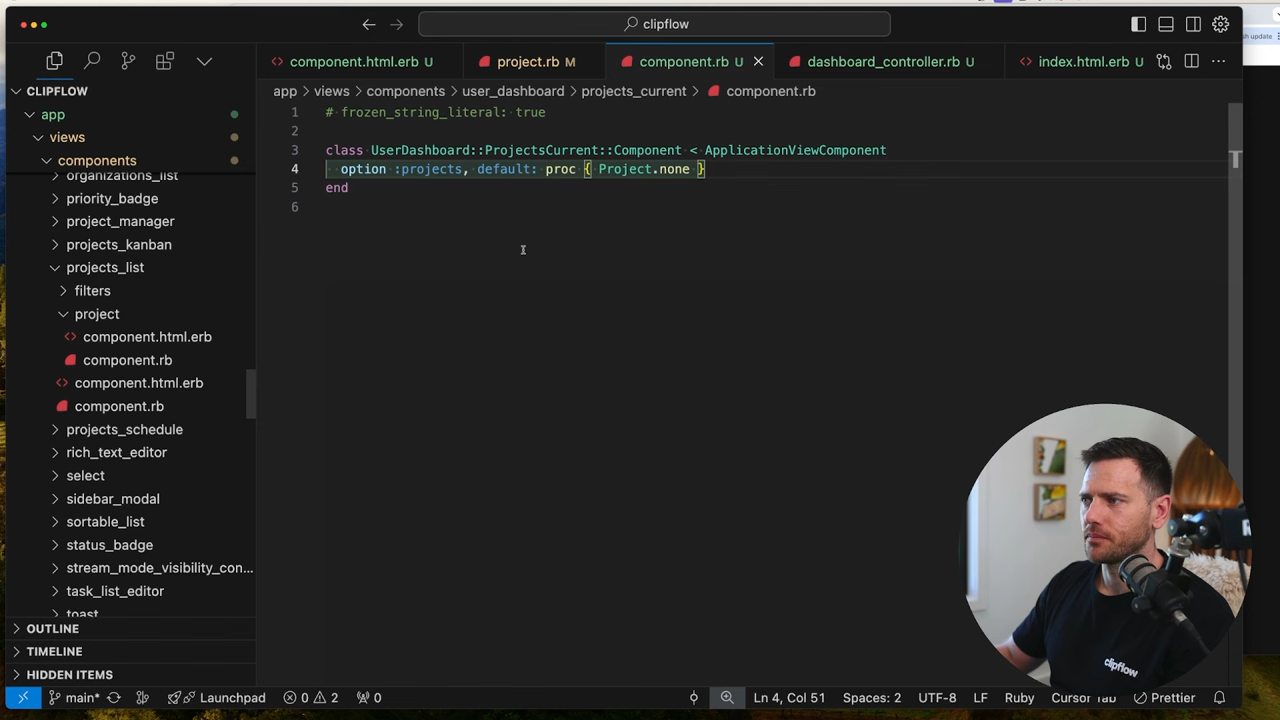 clipflow
sh update
component.html.erb U
project.rb M
component.rb U
dashboard_controller.rb U
index.html.erb U
CLIPFLOW
app > views > components > user_dashboard > projects_current > component.rb
app
views
components
organizations_list
priority_badge
project_manager
projects_kanban
projects_list
filters
project
component.html.erb
component.rb
component.html.erb
component.rb
projects_schedule
rich_text_editor
select
sidebar_modal
sortable_list
status_badge
stream_mode_visibility_con...
task_list_editor
toast
OUTLINE
TIMELINE
HIDDEN ITEMS
1 # frozen_string_literal: true
2
3 class UserDashboard::ProjectsCurrent::Component < ApplicationViewComponent
4 option :projects, default: proc { Project.none }
5 end
6
clipflow
main* Launchpad 0 2 0 Ln 4, Col 51 Spaces: 2 UTF-8 LF Ruby Cursor Tab Prettier